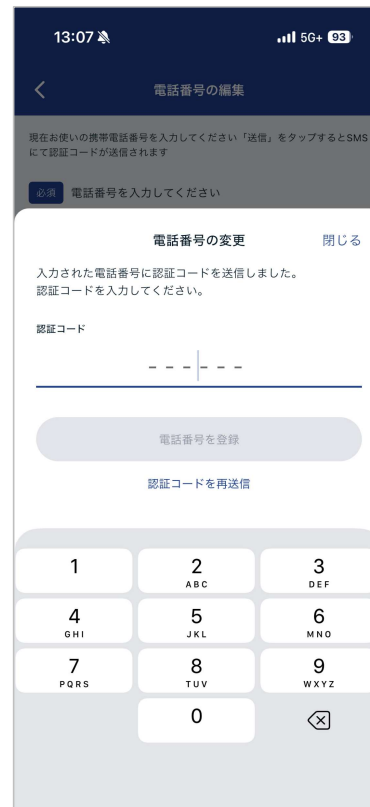 13:07
5G+ 93
電話番号の編集
現在お使いの携帯電話番号を入力してください「送信」をタップするとSMS
にて認証コードが送信されます
必須 電話番号を入力してください
電話番号の変更 閉じる
入力された電話番号に認証コードを送信しました。
認証コードを入力してください。
認証コード
- - - - - -
電話番号を登録
認証コードを再送信
1 2 3
ABC DEF
4 5 6
GHI JKL MNO
7 8 9
PQRS TUV WXYZ
0